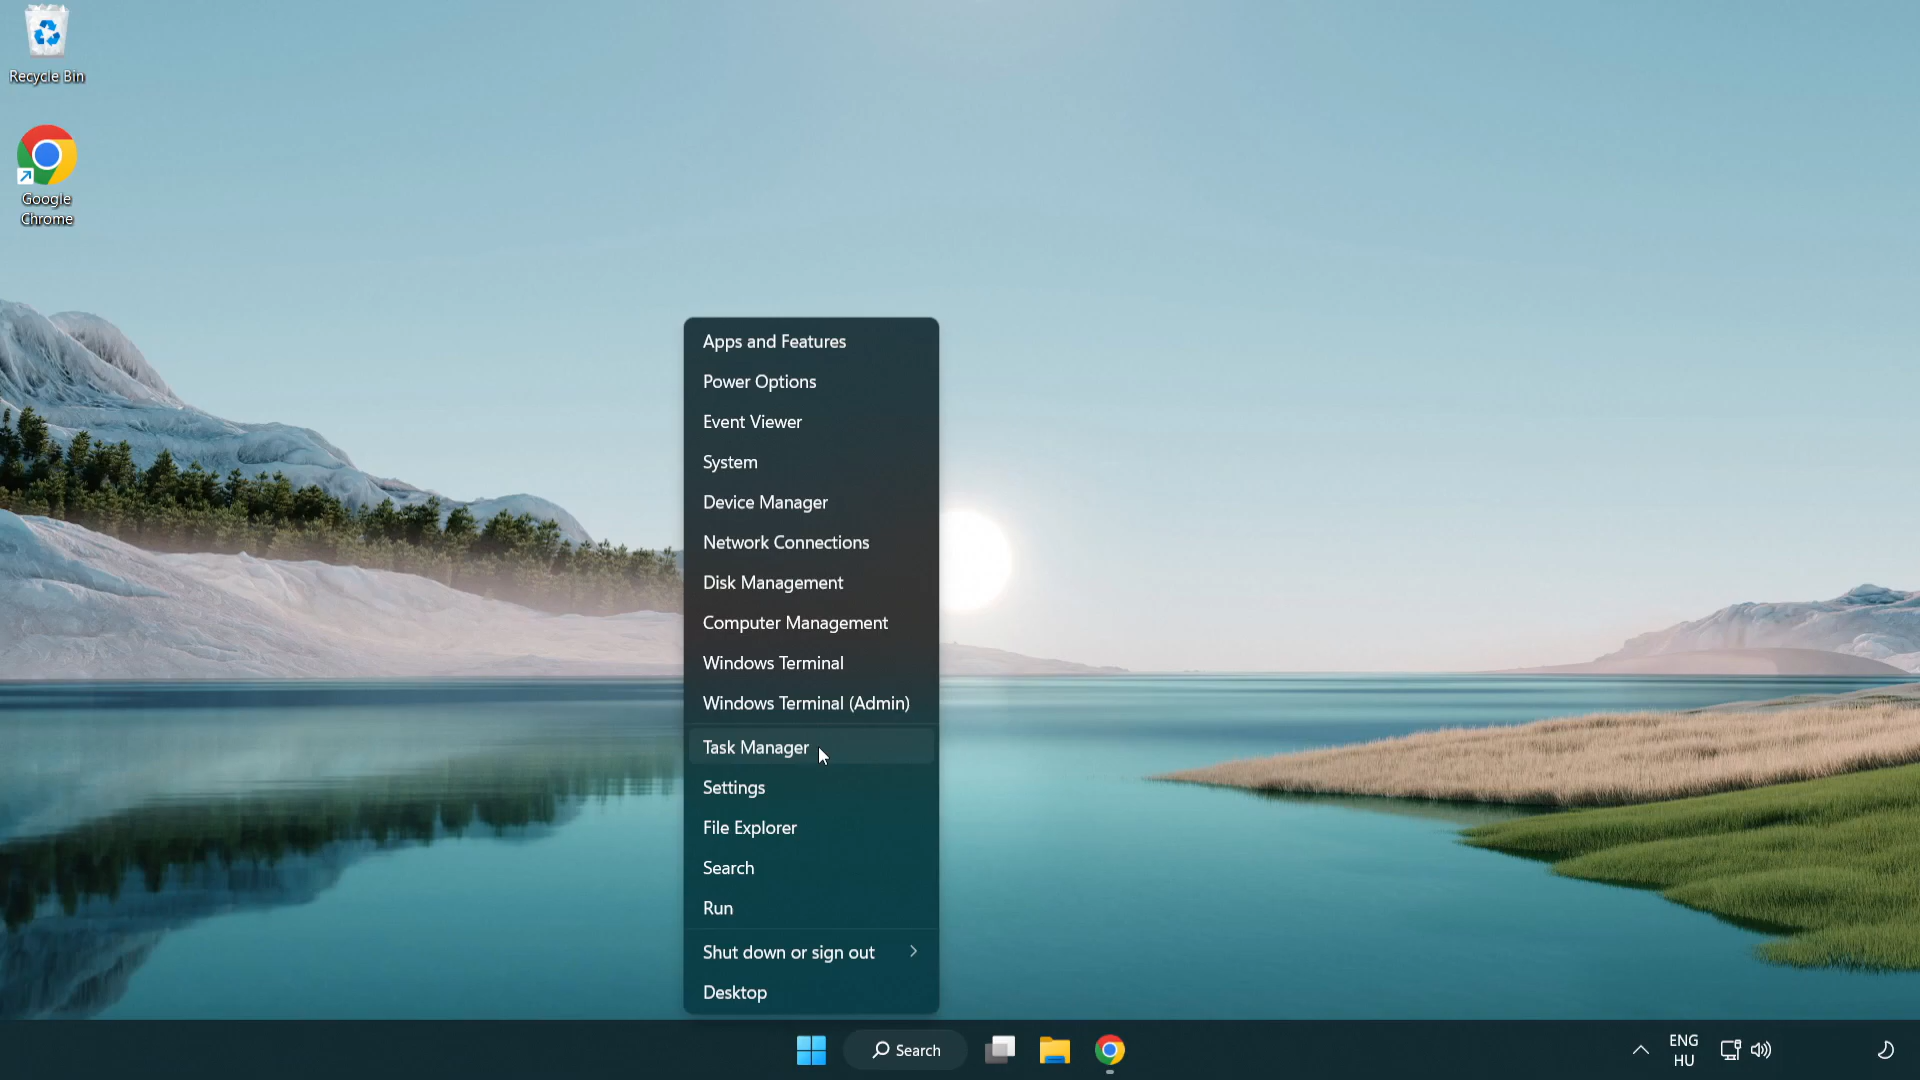 Recycle Bin
Google
Chrome
Apps and Features
Power Options
Event Viewer
System
Device Manager
Network Connections
Disk Management
Computer Management
Windows Terminal
Windows Terminal (Admin)
Task Manager
Settings
File Explorer
Search
Run
Shut down or sign out
Desktop
Search
ENG
HU